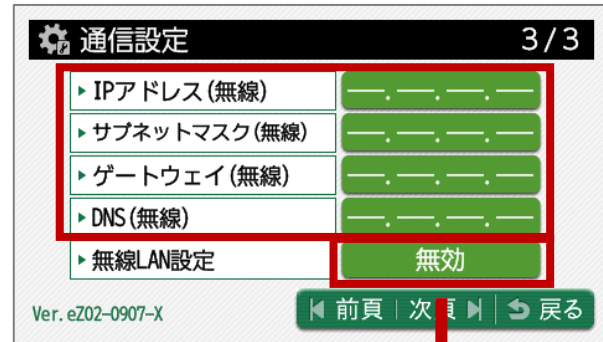 通信設定 3/3
IPアドレス(無線) ―.―.―.―
サブネットマスク(無線) ―.―.―.―
ゲートウェイ(無線) ―.―.―.―
DNS(無線) ―.―.―.―
無線LAN設定 無効
Ver.eZ02-0907-X 前頁 次頁 戻る